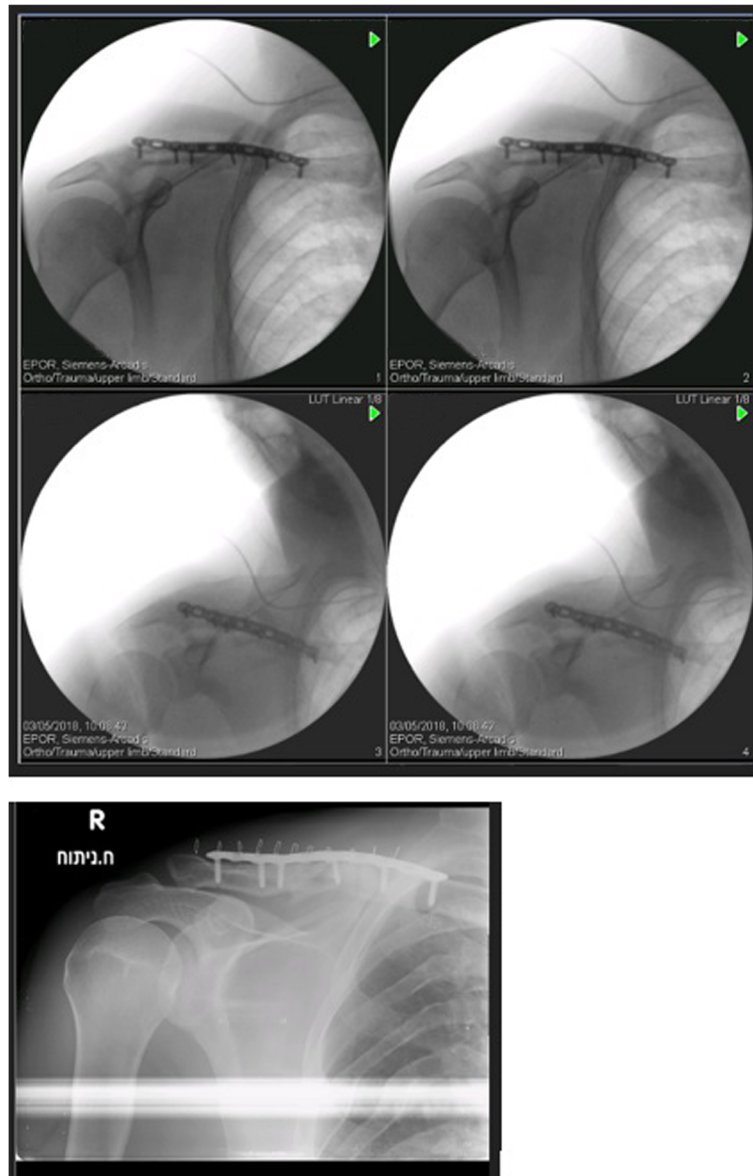 EPOR, Siemens-Arcadis
Ortho/Trauma/upper limb/Standard
1
EPOR, Siemens-Arcadis
Ortho/Trauma/upper limb/Standard
2
LUT Linear 1/8
03/05/2018, 10:08:42
EPOR, Siemens-Arcadis
Ortho/Trauma/upper limb/Standard
3
LUT Linear 1/8
03/05/2018, 10:08:42
EPOR, Siemens-Arcadis
Ortho/Trauma/upper limb/Standard
4
R
ח.ניתוח